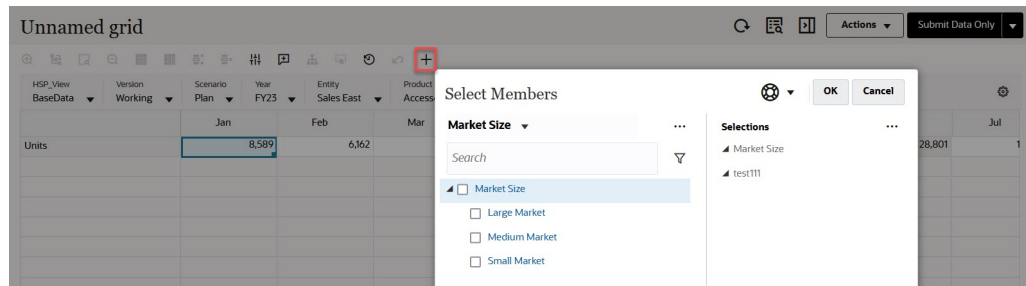 Unnamed grid
Actions
Submit Data Only
HSP_View Version Scenario Year Entity Product
BaseData Working Plan FY23 Sales East Access
Jan Feb Mar Jul
Units 8,589 6,162 28,801 1
Select Members
OK Cancel
Market Size ...
Search
Market Size
Large Market
Medium Market
Small Market
Selections ...
Market Size
test111